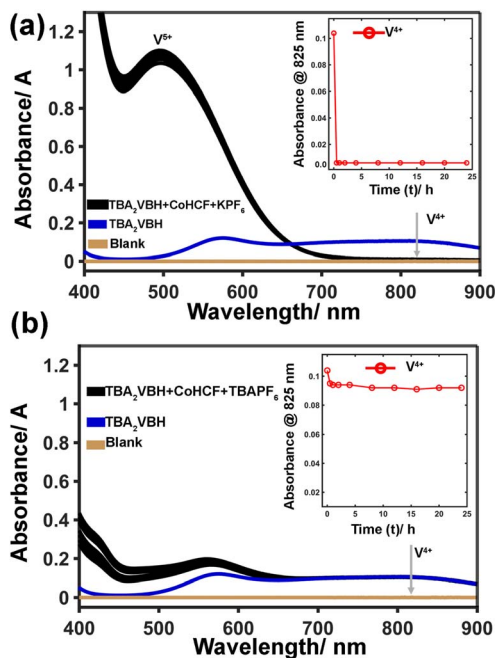 (a)
V⁵⁺
V⁴⁺
Absorbance @ 825 nm
0.1
0.08
0.06
0.04
0.02
0.0
0 5 10 15 20 25
Time (t)/ h
Absorbance/ A
1.2
1
0.8
0.6
0.4
0.2
0
TBA₂VBH+CoHCF+KPF₆
TBA₂VBH
Blank
V⁴⁺
400 500 600 700 800 900
Wavelength/ nm
(b)
V⁴⁺
Absorbance @ 825 nm
0.1
0.08
0.06
0.04
0.02
0 5 10 15 20 25
Time (t)/ h
Absorbance/ A
1.2
1
0.8
0.6
0.4
0.2
0
TBA₂VBH+CoHCF+TBAPF₆
TBA₂VBH
Blank
V⁴⁺
400 500 600 700 800 900
Wavelength/ nm